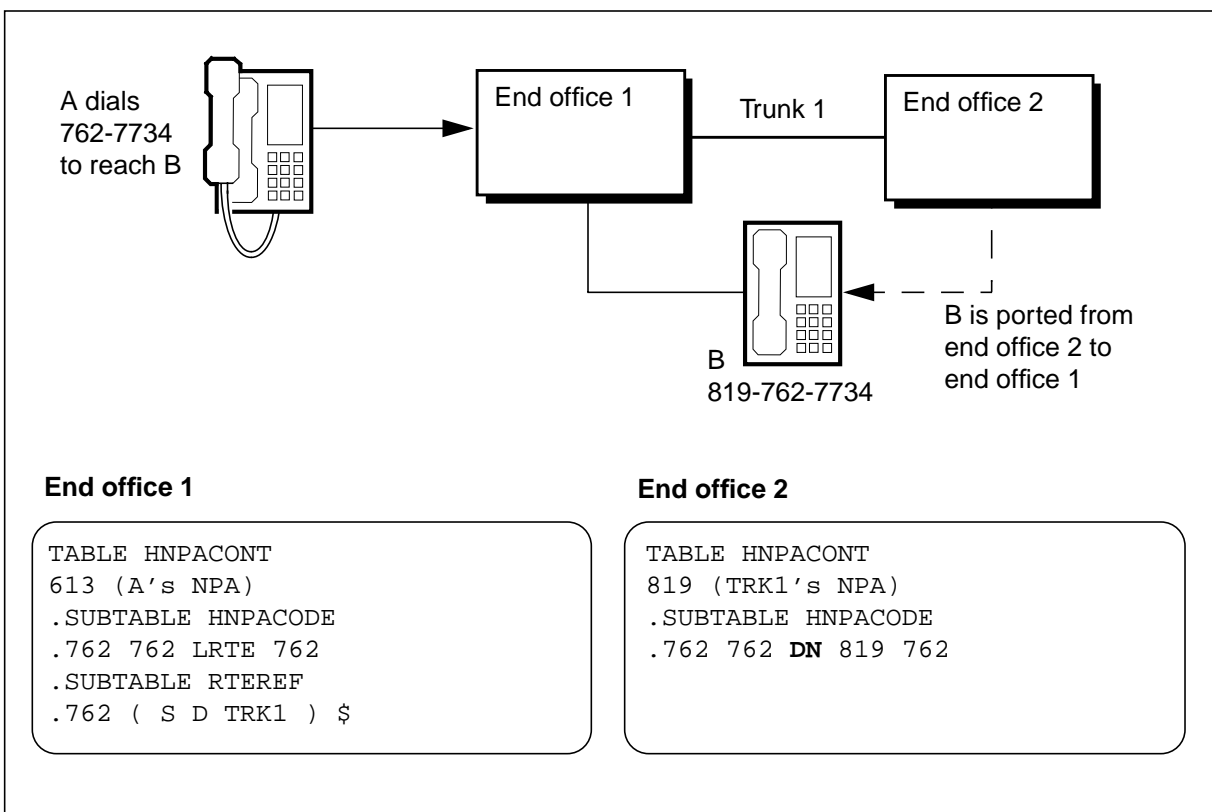 A dials
762-7734
to reach B
End office 1
Trunk 1
End office 2
B is ported from
end office 2 to
end office 1
B
819-762-7734
End office 1
TABLE HNPACONT
613 (A's NPA)
.SUBTABLE HNPACODE
.762 762 LRTE 762
.SUBTABLE RTEREF
.762 ( S D TRK1 ) $
End office 2
TABLE HNPACONT
819 (TRK1's NPA)
.SUBTABLE HNPACODE
.762 762 DN 819 762